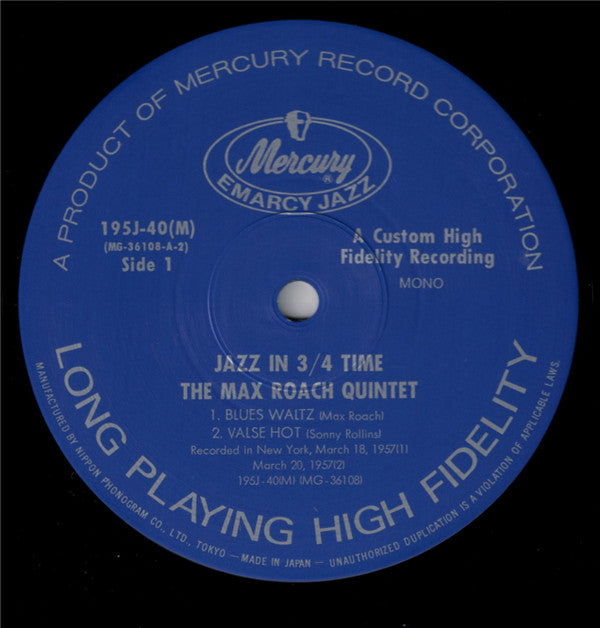 A PRODUCT OF MERCURY RECORD CORPORATION
Mercury®
EMARCY JAZZ
195J-40(M)
(MG-36108-A-2)
Side 1
A Custom High
Fidelity Recording
MONO
JAZZ IN 3/4 TIME
THE MAX ROACH QUINTET
1. BLUES WALTZ (Max Roach)
2. VALSE HOT (Sonny Rollins)
Recorded in New York, March 18, 1957(1)
March 20, 1957(2)
195J-40(M) (MG-36108)
LONG PLAYING HIGH FIDELITY
MANUFACTURED BY NIPPON PHONOGRAM CO., LTD., TOKYO — MADE IN JAPAN — UNAUTHORIZED DUPLICATION IS A VIOLATION OF APPLICABLE LAWS.